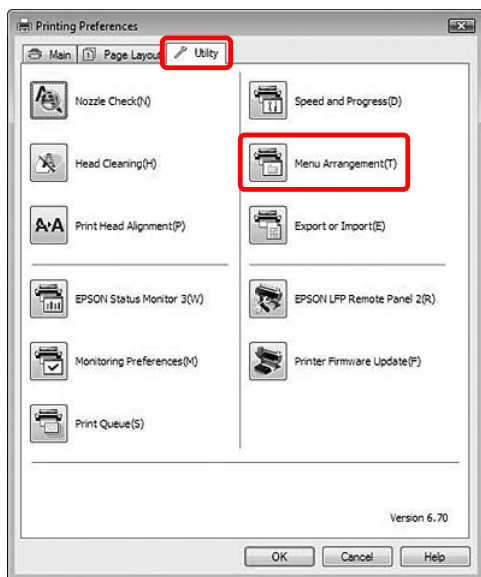 Printing Preferences
Main
Page Layout
Utility
Nozzle Check(N)
Speed and Progress(D)
Head Cleaning(H)
Menu Arrangement(T)
Print Head Alignment(P)
Export or Import(E)
EPSON Status Monitor 3(W)
EPSON LFP Remote Panel 2(R)
Monitoring Preferences(M)
Printer Firmware Update(F)
Print Queue(S)
Version 6.70
OK
Cancel
Help